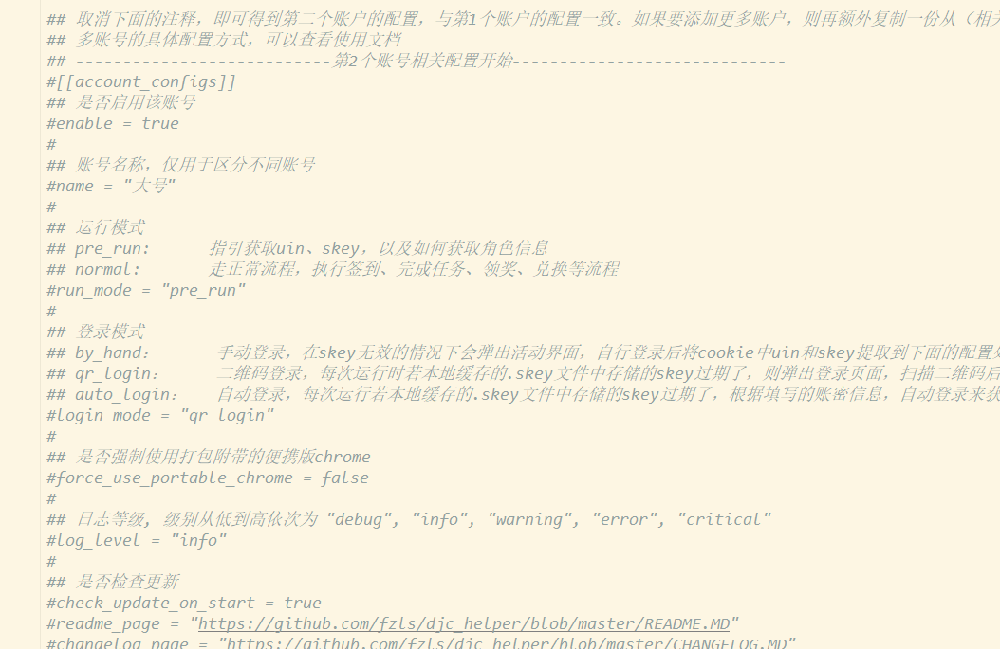 ## 取消下面的注释，即可得到第二个账户的配置，与第1个账户的配置一致。如果要添加更多账户，则再额外复制一份从（相关
## 多账号的具体配置方式，可以查看使用文档
## ---------------------------第2个账号相关配置开始-----------------------------
#[[account_configs]]
## 是否启用该账号
#enable = true
#
## 账号名称，仅用于区分不同账号
#name = "大号"
#
## 运行模式
## pre_run:      指引获取uin、skey，以及如何获取角色信息
## normal:       走正常流程，执行签到、完成任务、领奖、兑换等流程
#run_mode = "pre_run"
#
## 登录模式
## by_hand：      手动登录，在skey无效的情况下会弹出活动界面，自行登录后将cookie中uin和skey提取到下面的配置处
## qr_login：     二维码登录，每次运行时若本地缓存的.skey文件中存储的skey过期了，则弹出登录页面，扫描二维码后
## auto_login：   自动登录，每次运行若本地缓存的.skey文件中存储的skey过期了，根据填写的账密信息，自动登录来获
#login_mode = "qr_login"
#
## 是否强制使用打包附带的便携版chrome
#force_use_portable_chrome = false
#
## 日志等级, 级别从低到高依次为 "debug", "info", "warning", "error", "critical"
#log_level = "info"
#
## 是否检查更新
#check_update_on_start = true
#readme_page = "https://github.com/fzls/djc_helper/blob/master/README.MD"
#changelog_page = "https://github.com/fzls/djc_helper/blob/master/CHANGELOG.MD"